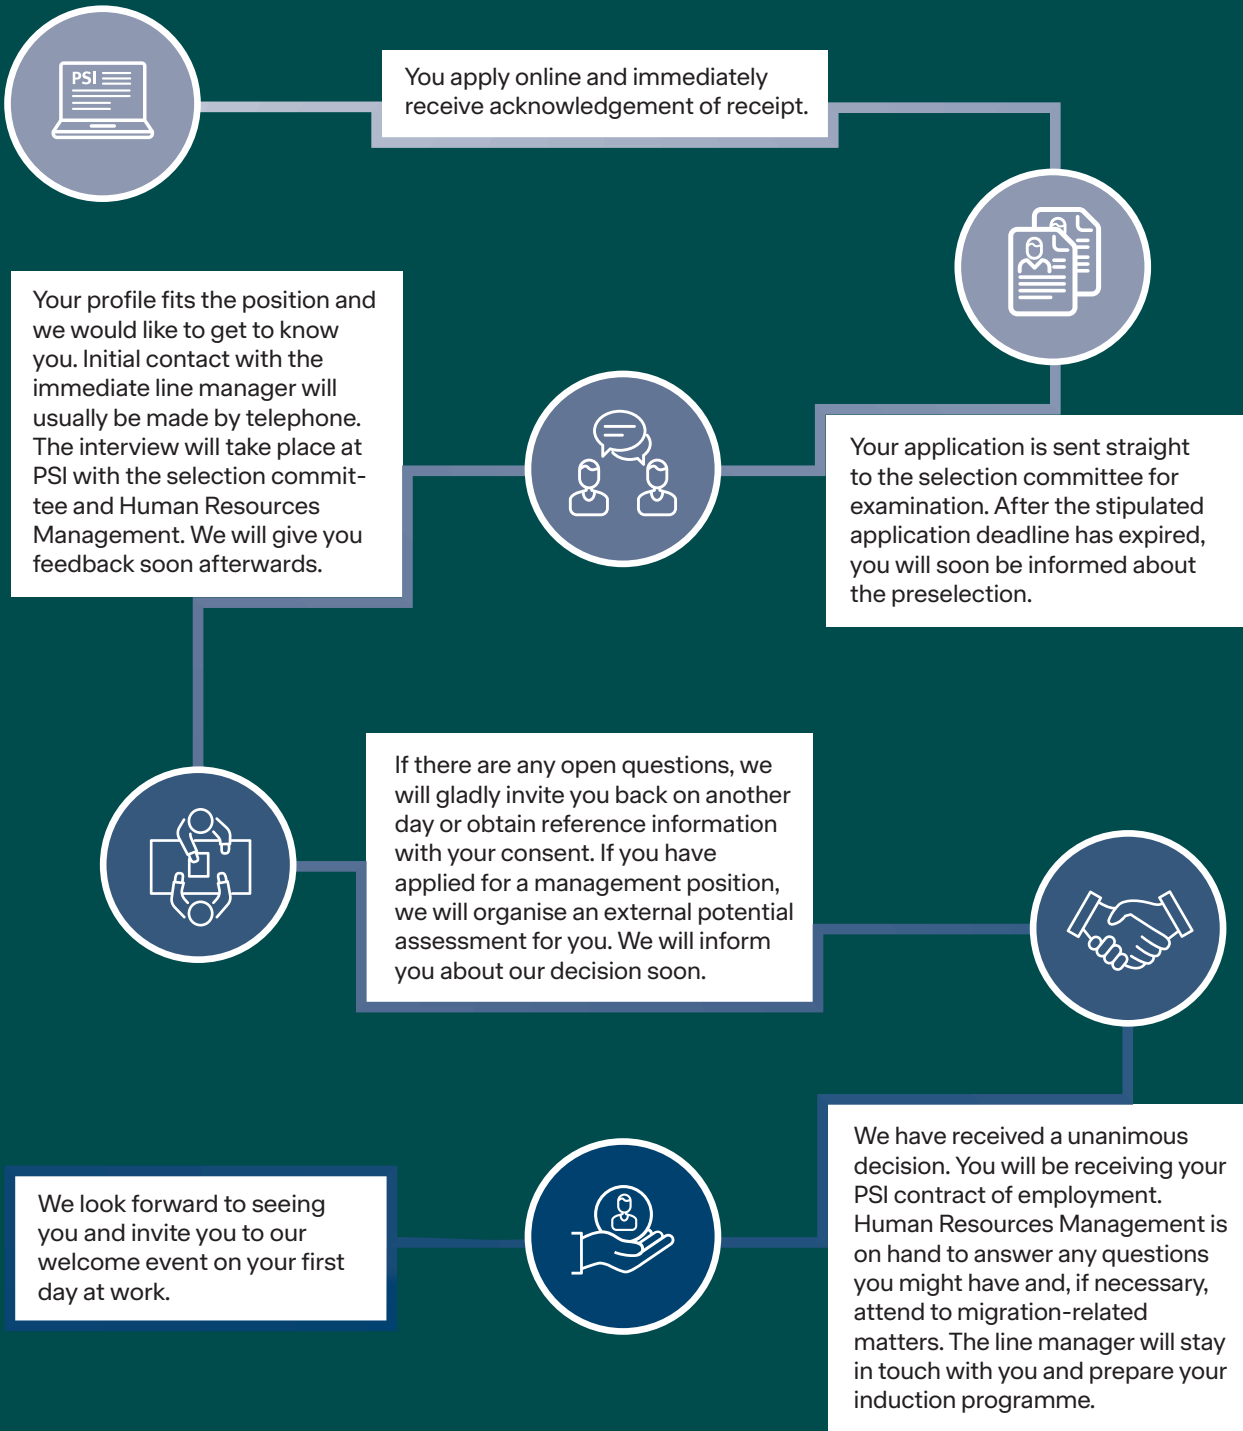 PSI
You apply online and immediately
receive acknowledgement of receipt.
Your application is sent straight
to the selection committee for
examination. After the stipulated
application deadline has expired,
you will soon be informed about
the preselection.
Your profile fits the position and
we would like to get to know
you. Initial contact with the
immediate line manager will
usually be made by telephone.
The interview will take place at
PSI with the selection commit-
tee and Human Resources
Management. We will give you
feedback soon afterwards.
If there are any open questions, we
will gladly invite you back on another
day or obtain reference information
with your consent. If you have
applied for a management position,
we will organise an external potential
assessment for you. We will inform
you about our decision soon.
We have received a unanimous
decision. You will be receiving your
PSI contract of employment.
Human Resources Management is
on hand to answer any questions
you might have and, if necessary,
attend to migration-related
matters. The line manager will stay
in touch with you and prepare your
induction programme.
We look forward to seeing
you and invite you to our
welcome event on your first
day at work.